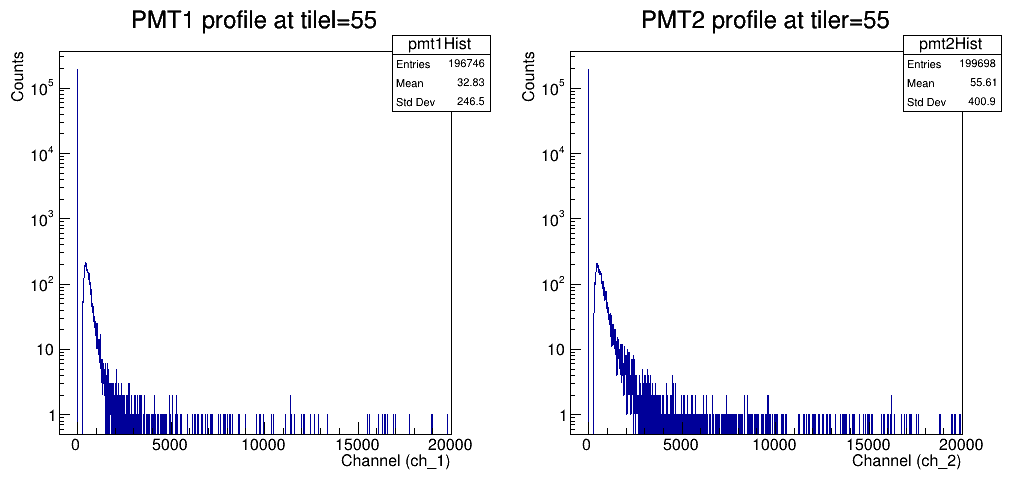 PMT1 profile at tilel=55
pmt1Hist
Entries 196746
Mean 32.83
Std Dev 246.5
Counts
10^5
10^4
10^3
10^2
10
1
0 5000 10000 15000 20000
Channel (ch_1)
PMT2 profile at tiler=55
pmt2Hist
Entries 199698
Mean 55.61
Std Dev 400.9
Counts
10^5
10^4
10^3
10^2
10
1
0 5000 10000 15000 20000
Channel (ch_2)